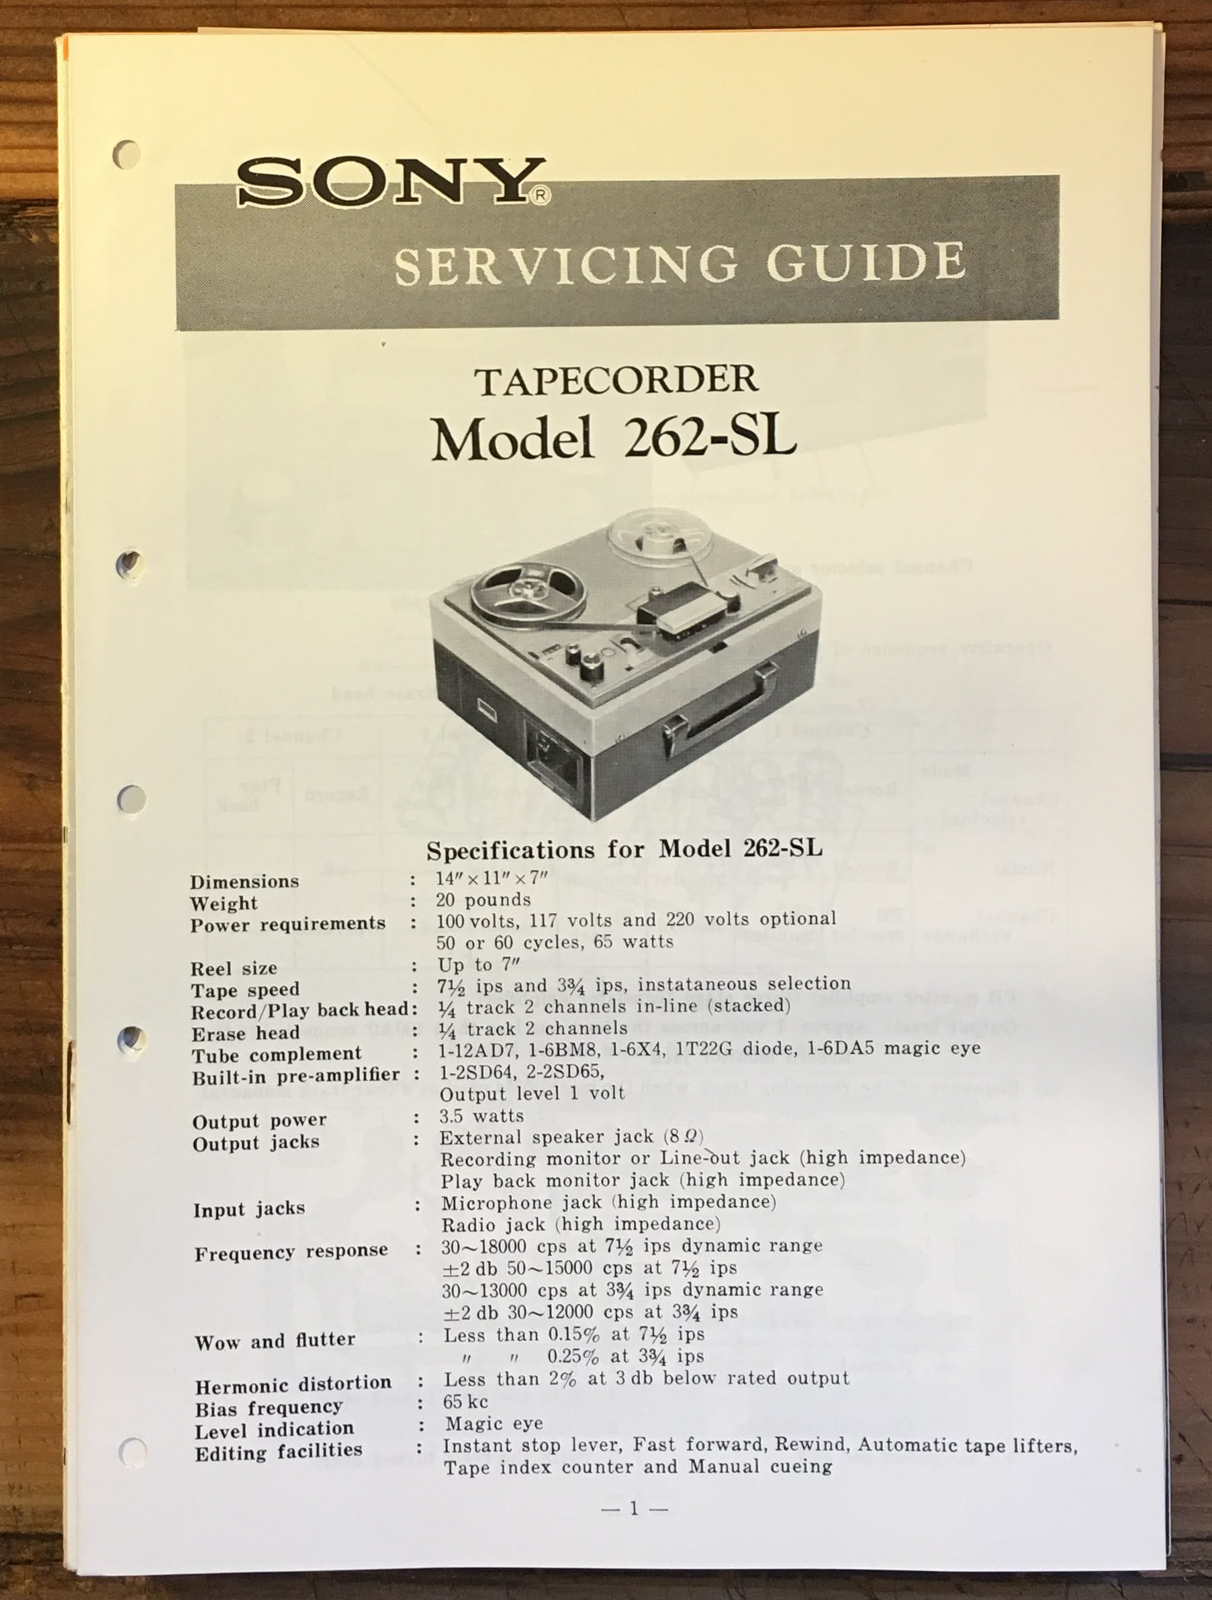 SONY®
SERVICING GUIDE
TAPECORDER
Model 262-SL
Specifications for Model 262-SL
Dimensions : 14″×11″×7″
Weight : 20 pounds
Power requirements : 100 volts, 117 volts and 220 volts optional
50 or 60 cycles, 65 watts
Reel size : Up to 7″
Tape speed : 7½ ips and 3¾ ips, instataneous selection
Record/Play back head : ¼ track 2 channels in-line (stacked)
Erase head : ¼ track 2 channels
Tube complement : 1-12AD7, 1-6BM8, 1-6X4, 1T22G diode, 1-6DA5 magic eye
Built-in pre-amplifier : 1-2SD64, 2-2SD65,
Output level 1 volt
Output power : 3.5 watts
Output jacks : External speaker jack (8Ω)
Recording monitor or Line-out jack (high impedance)
Play back monitor jack (high impedance)
Input jacks : Microphone jack (high impedance)
Radio jack (high impedance)
Frequency response : 30~18000 cps at 7½ ips dynamic range
±2 db 50~15000 cps at 7½ ips
30~13000 cps at 3¾ ips dynamic range
±2 db 30~12000 cps at 3¾ ips
Wow and flutter : Less than 0.15% at 7½ ips
〃 〃 0.25% at 3¾ ips
Hermonic distortion : Less than 2% at 3 db below rated output
Bias frequency : 65 kc
Level indication : Magic eye
Editing facilities : Instant stop lever, Fast forward, Rewind, Automatic tape lifters,
Tape index counter and Manual cueing
— 1 —